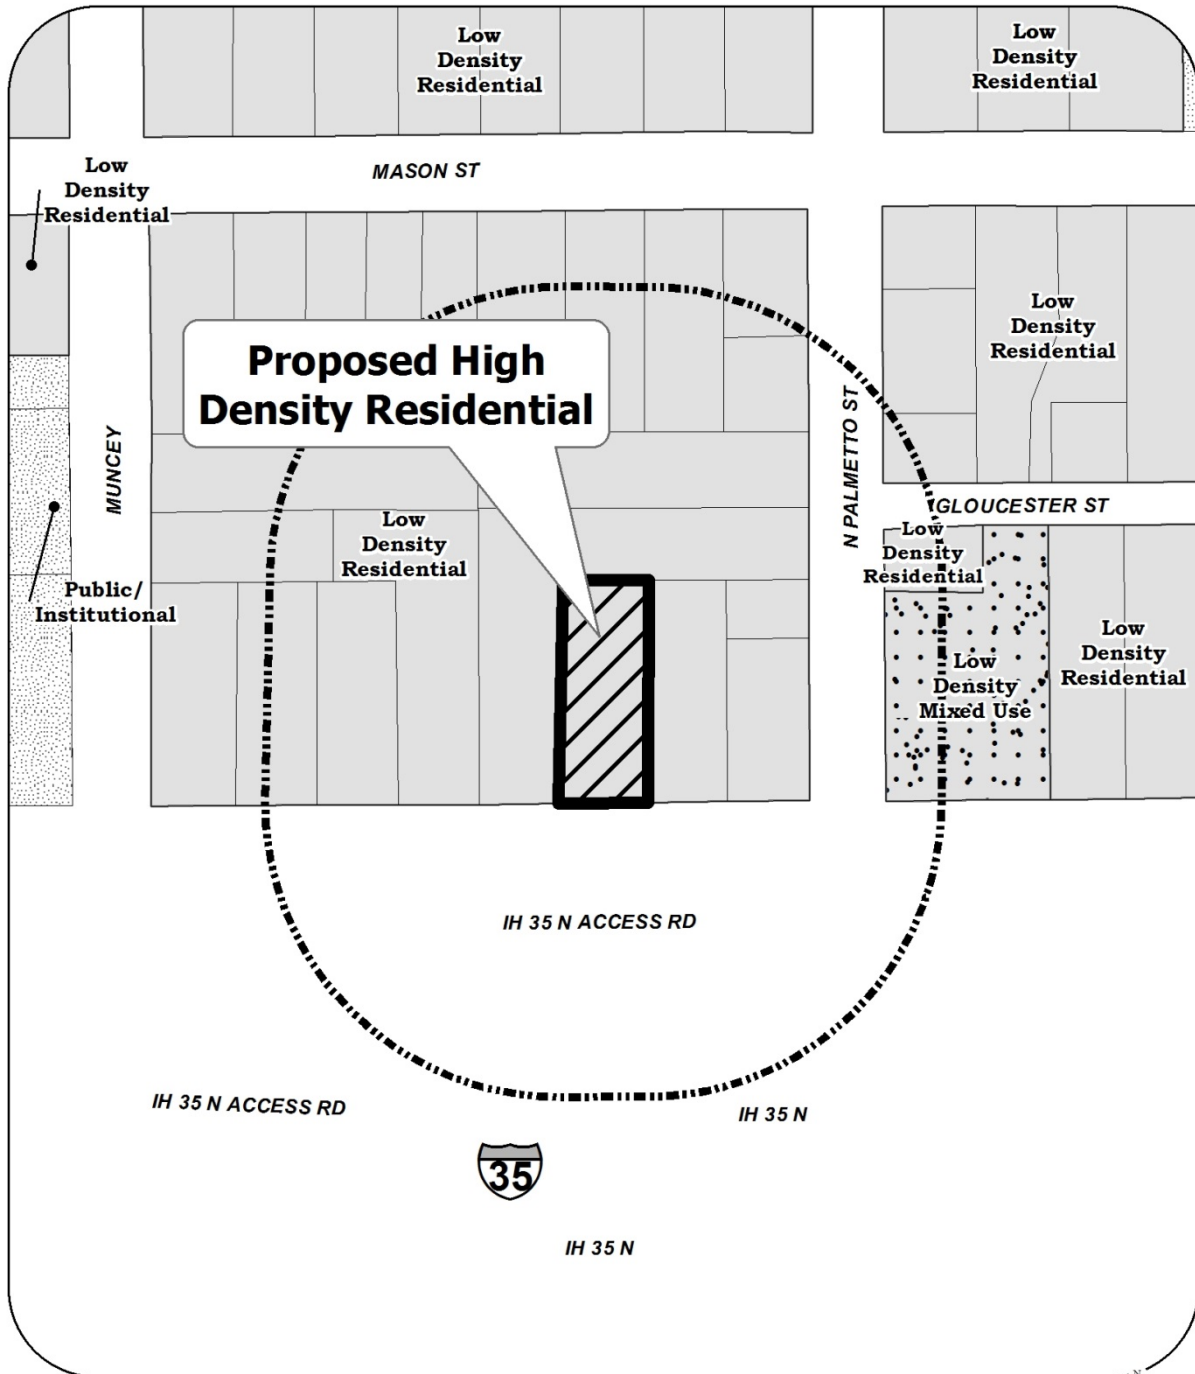 Low
Density
Residential
Low
Density
Residential
MASON ST
Low
Density
Residential
Low
Density
Residential
Proposed High
Density Residential
MUNCEY
N PALMETTO ST
GLOUCESTER ST
Low
Density
Residential
Low
Density
Residential
Public/
Institutional
Low
Density
Mixed Use
Low
Density
Residential
IH 35 N ACCESS RD
IH 35 N ACCESS RD
IH 35 N
35
IH 35 N